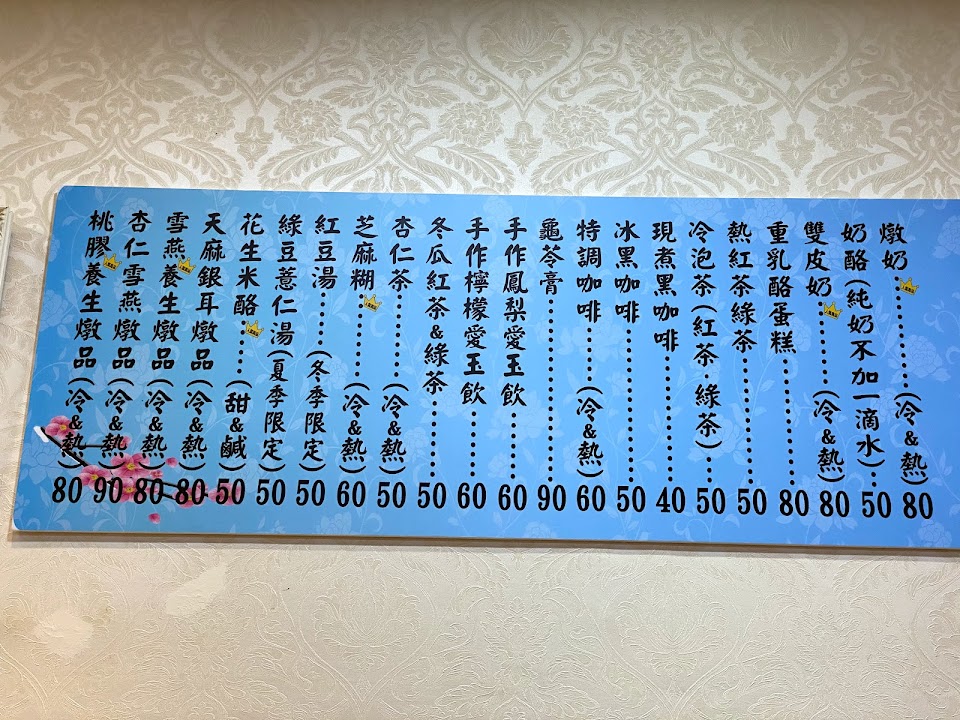 燉奶……(冷&熱)80
奶酪(純奶不加一滴水)…50
雙皮奶……(冷&熱)80
重乳酪蛋糕……80
熱紅茶綠茶……50
冷泡茶(紅茶 綠茶)…50
現煮黑咖啡……40
冰黑咖啡……50
特調咖啡……(冷&熱)60
龜苓膏……90
手作鳳梨愛玉飲……60
手作檸檬愛玉飲……60
冬瓜紅茶&綠茶……50
杏仁茶……(冷&熱)50
芝麻糊……(冷&熱)60
紅豆湯……(冬季限定)50
綠豆薏仁湯(夏季限定)50
花生米酪…(甜&鹹)50
天麻銀耳燉品(冷&熱)80
雪燕養生燉品(冷&熱)80
杏仁雪燕燉品(冷&熱)90
桃膠養生燉品(冷&熱)80